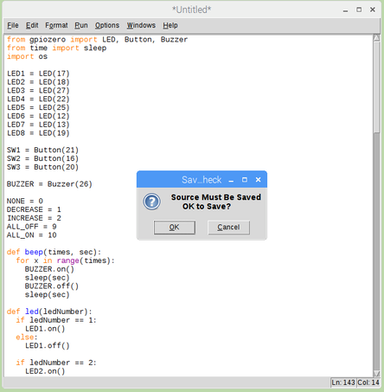 *Untitled*
File Edit Format Run Options Windows Help
from gpiozero import LED, Button, Buzzer
from time import sleep
import os
LED1 = LED(17)
LED2 = LED(18)
LED3 = LED(27)
LED4 = LED(22)
LED5 = LED(25)
LED6 = LED(12)
LED7 = LED(13)
LED8 = LED(19)
SW1 = Button(21)
SW2 = Button(16)
SW3 = Button(20)
BUZZER = Buzzer(26)
NONE = 0
DECREASE = 1
INCREASE = 2
ALL_OFF = 9
ALL_ON = 10
def beep(times, sec):
for x in range(times):
BUZZER.on()
sleep(sec)
BUZZER.off()
sleep(sec)
def led(ledNumber):
if ledNumber == 1:
LED1.on()
else:
LED1.off()
if ledNumber == 2:
LED2.on()
Sav...heck
Source Must Be Saved
OK to Save?
OK Cancel
Ln: 143 Col: 14